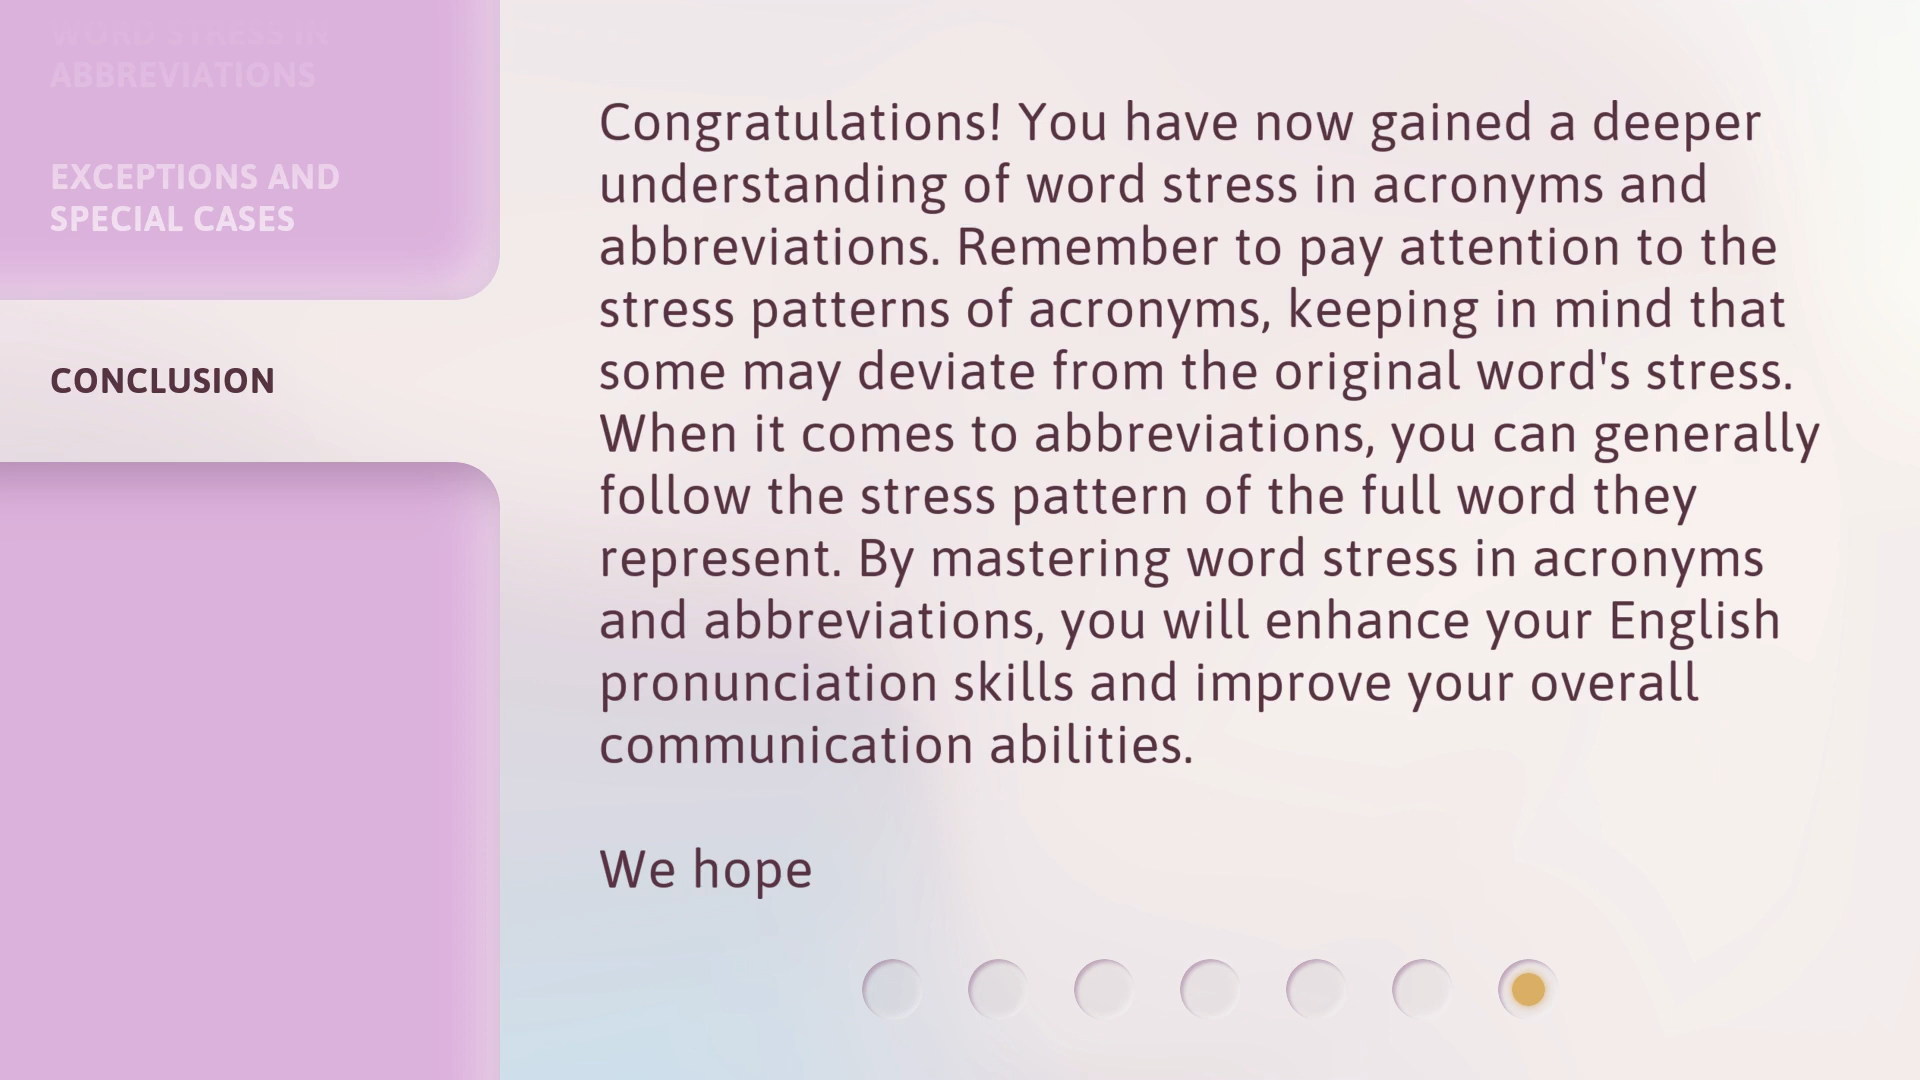 WORD STRESS IN
ABBREVIATIONS
EXCEPTIONS AND
SPECIAL CASES
CONCLUSION
Congratulations! You have now gained a deeper
understanding of word stress in acronyms and
abbreviations. Remember to pay attention to the
stress patterns of acronyms, keeping in mind that
some may deviate from the original word's stress.
When it comes to abbreviations, you can generally
follow the stress pattern of the full word they
represent. By mastering word stress in acronyms
and abbreviations, you will enhance your English
pronunciation skills and improve your overall
communication abilities.
We hope